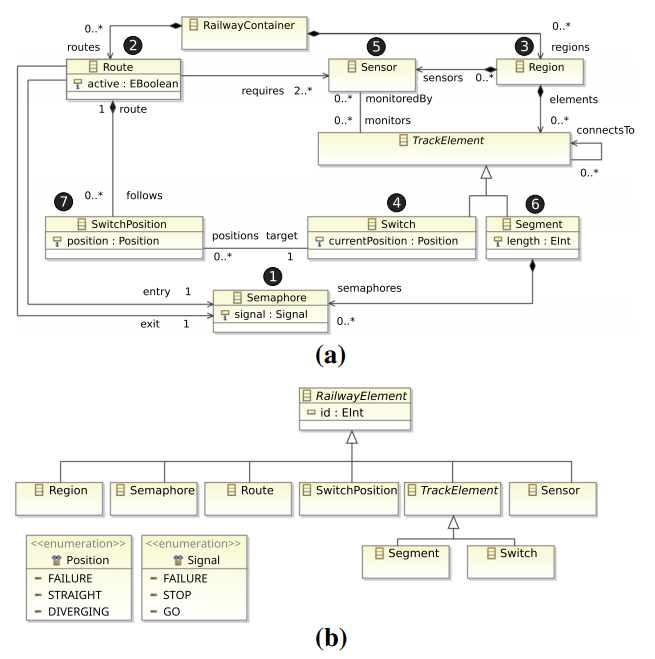 RailwayContainer
0..*
0..*
routes
2
5
3
regions
Route
Sensor
Region
active : EBoolean
sensors
0..*
requires
2..*
0..*
monitoredBy
elements
1
route
0..*
monitors
0..*
connectsTo
TrackElement
0..*
0..*
follows
7
4
6
SwitchPosition
Switch
Segment
position : Position
positions
target
currentPosition : Position
length : EInt
0..*
1
1
entry
1
Semaphore
semaphores
signal : Signal
exit
1
0..*
(a)
RailwayElement
id : EInt
Region
Semaphore
Route
SwitchPosition
TrackElement
Sensor
<<enumeration>>
Position
FAILURE
STRAIGHT
DIVERGING
<<enumeration>>
Signal
FAILURE
STOP
GO
Segment
Switch
(b)